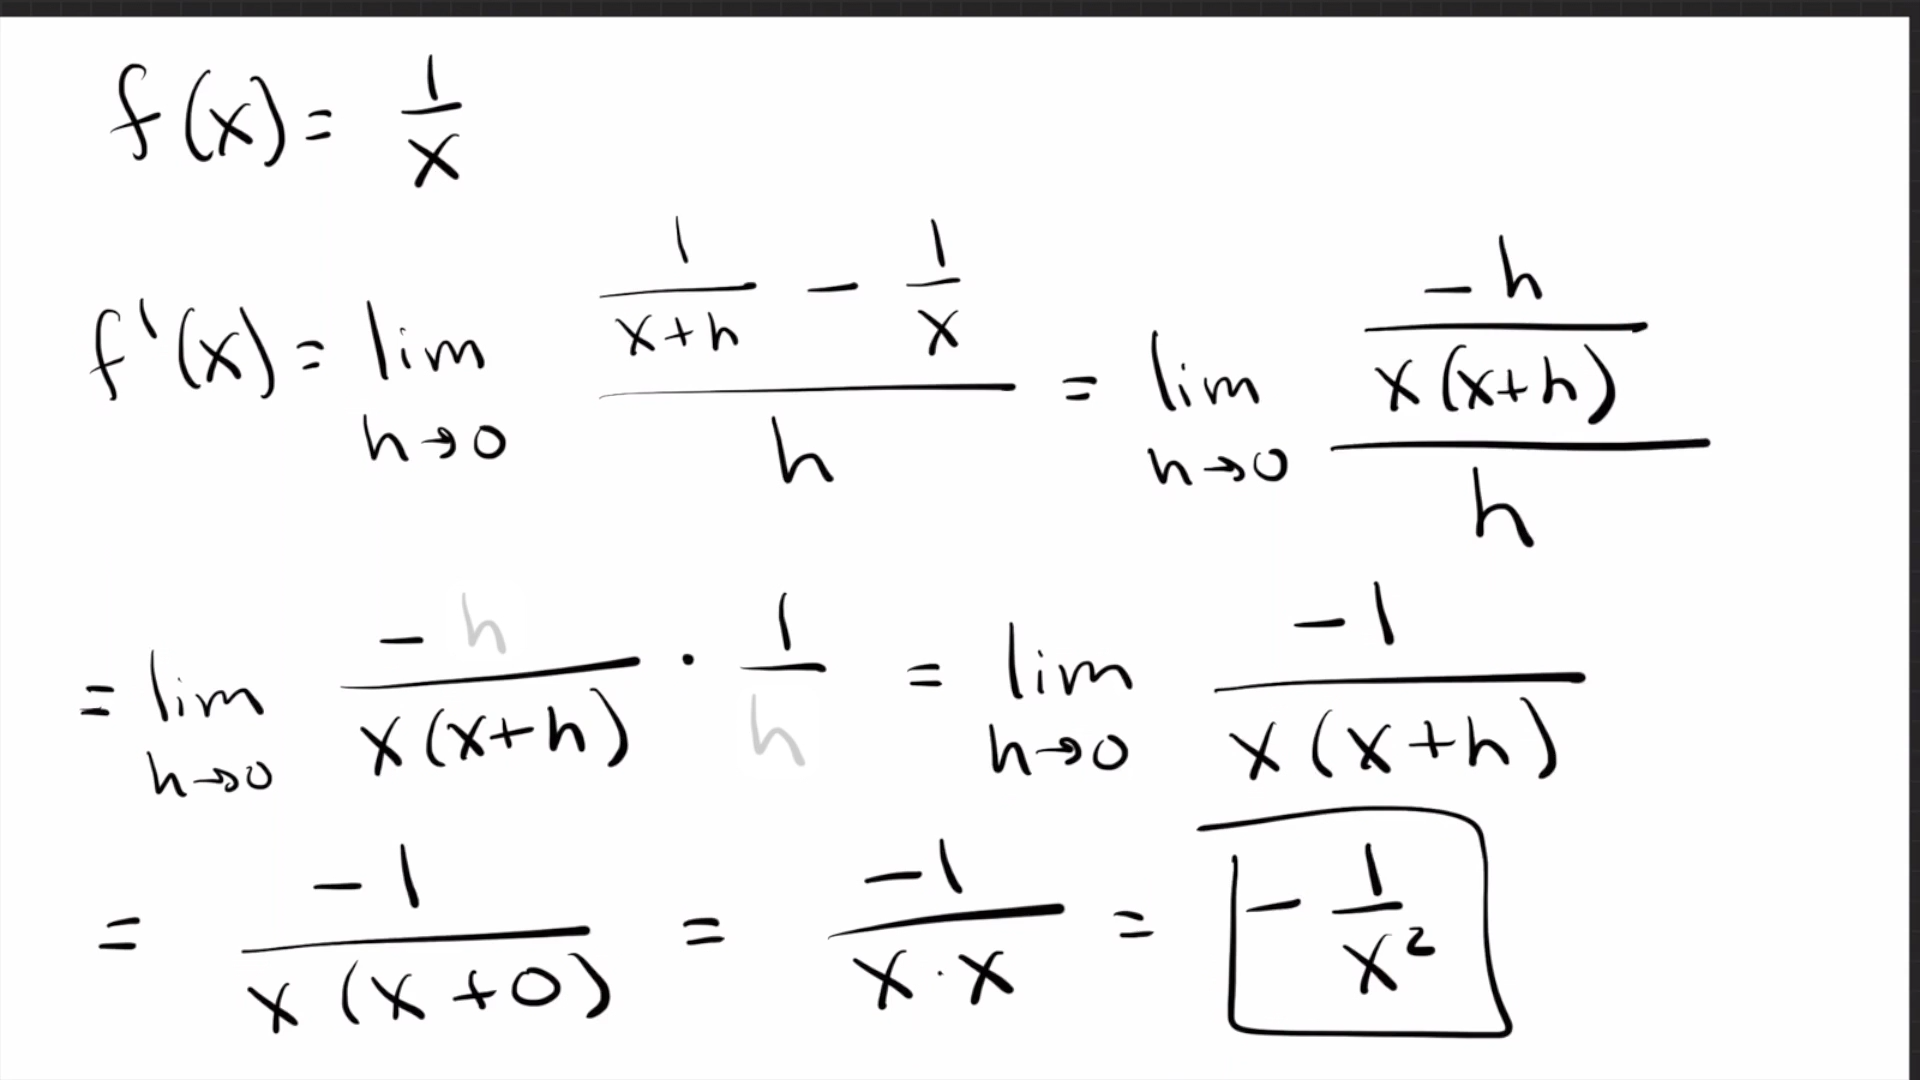 f(x) = 1/x
f'(x) = lim h→0 (1/(x+h) - 1/x)/h = lim h→0 (-h/(x(x+h)))/h
= lim h→0 -h/(x(x+h)) · 1/h = lim h→0 -1/(x(x+h))
= -1/(x(x+0)) = -1/(x·x) = -1/x²